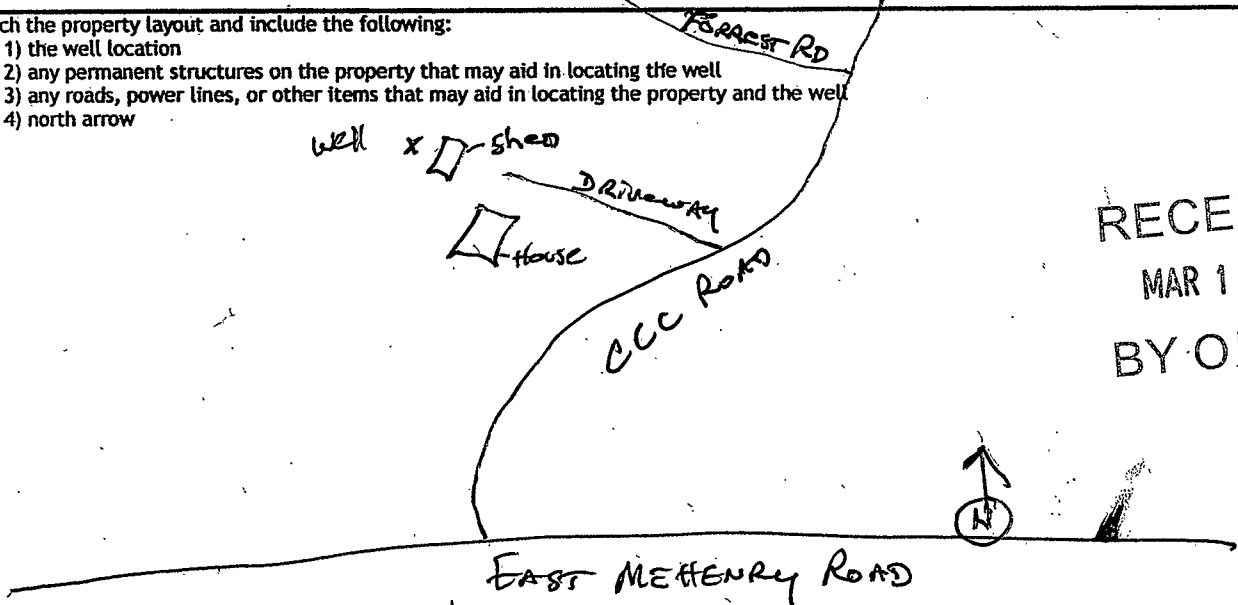 ch the property layout and include the following:
1) the well location
2) any permanent structures on the property that may aid in locating the well
3) any roads, power lines, or other items that may aid in locating the property and the well
4) north arrow
FORREST RD
well x shed
DRIVEWAY
House
CCC ROAD
RECE
MAR 1
BY O
N
EAST McHENRY ROAD